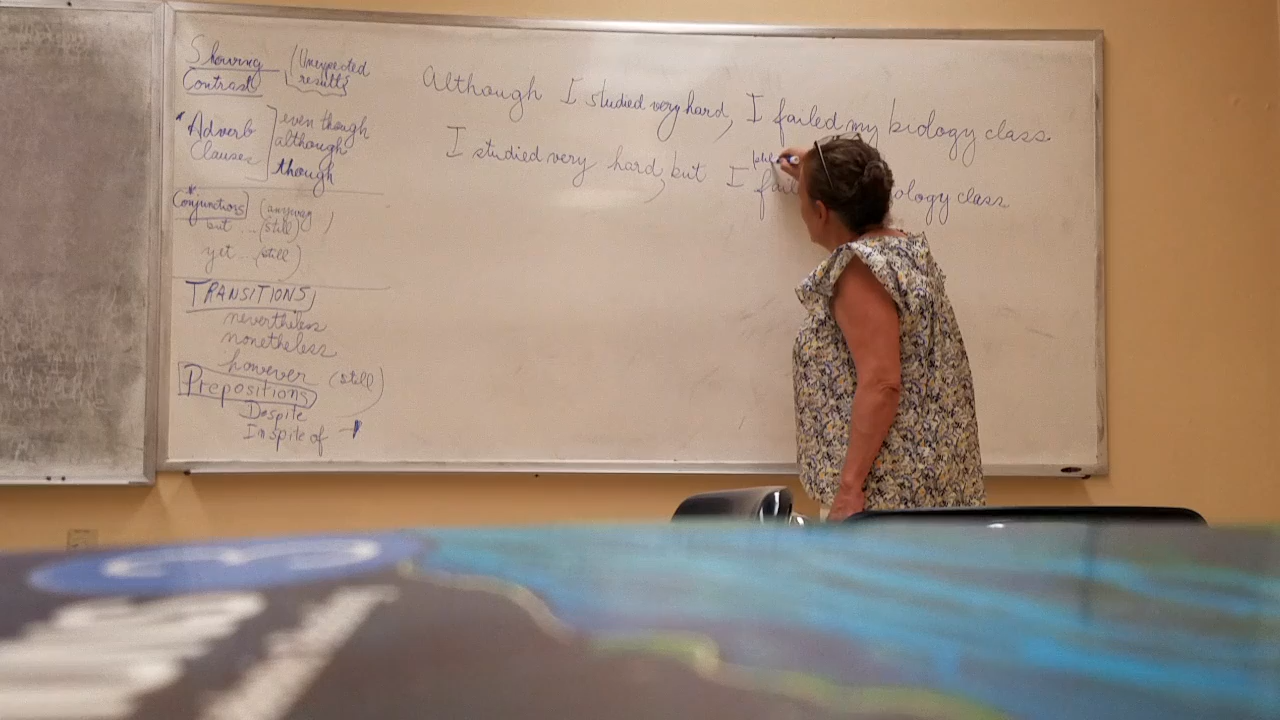 Showing
Contrast
(Unexpected
results
*Adverb
Clauses
even though
although
though
*Conjunctions (anyway)
but ... (still)
yet ... (still)
TRANSITIONS
nevertheless
nonetheless
however (still)
Prepositions
Despite
In spite of
Although I studied very hard, I failed my biology class.
I studied very hard, but I
class.
3